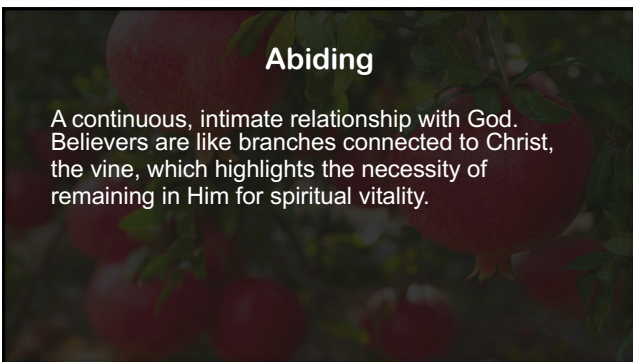 Abiding
A continuous, intimate relationship with God.
Believers are like branches connected to Christ,
the vine, which highlights the necessity of
remaining in Him for spiritual vitality.